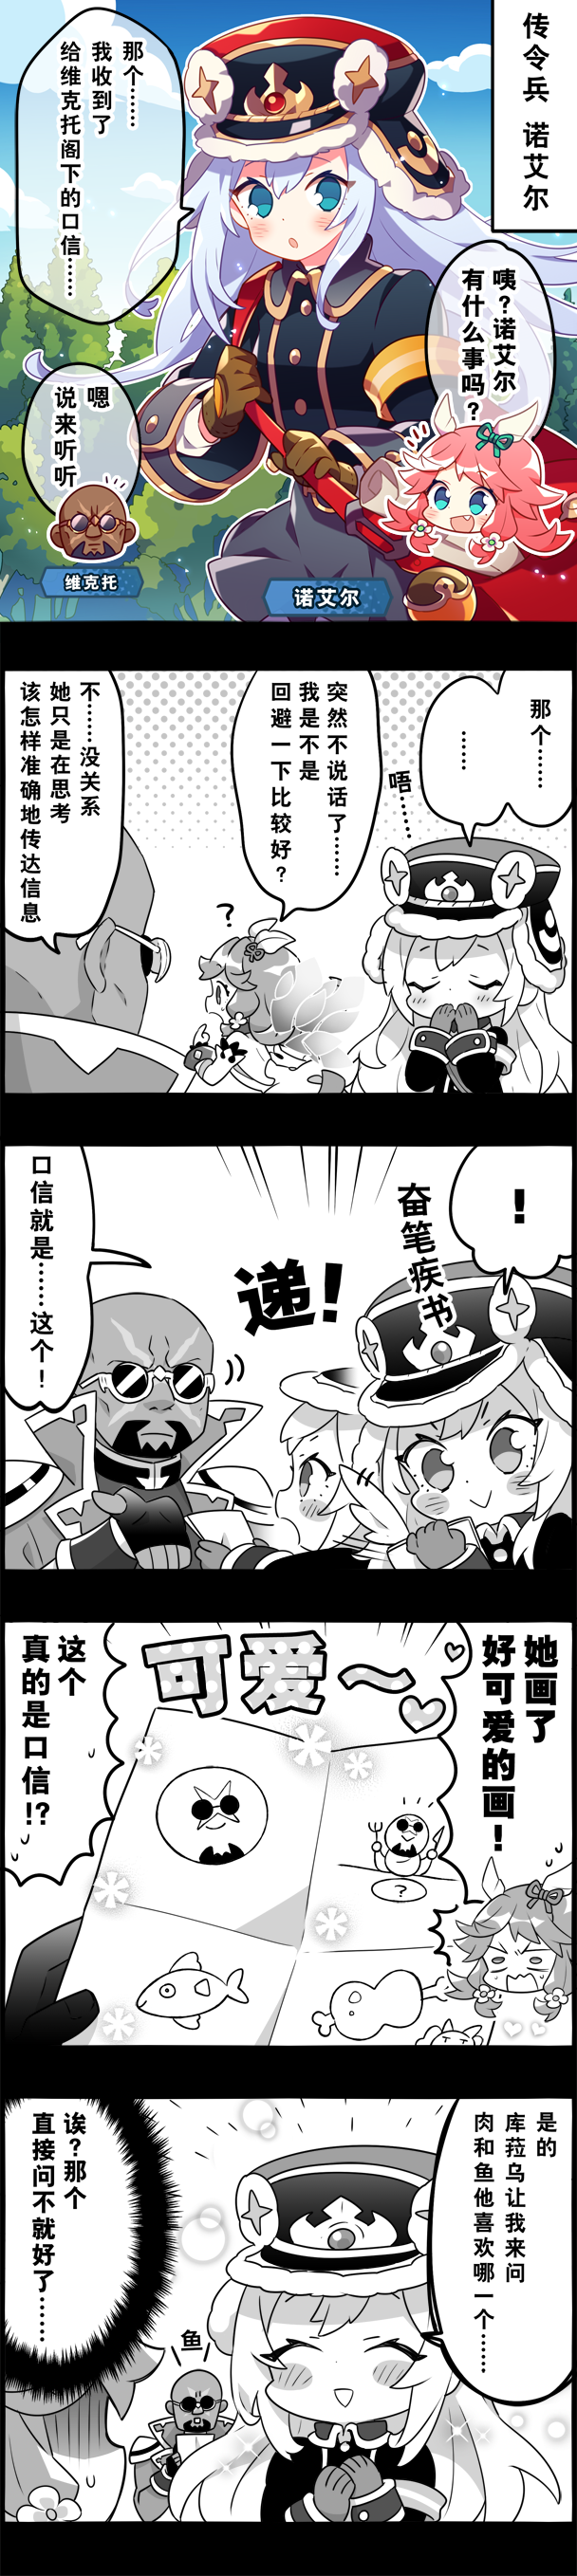 传令兵 诺艾尔
那个……
我收到了
给维克托阁下的口信……
咦？诺艾尔
有什么事吗？
嗯
说来听听
维克托
诺艾尔
那个……
……
唔……
突然不说话了……
我是不是
回避一下比较好？
?
不……没关系
她只是在思考
该怎样准确地传达信息
！
奋笔疾书
递！
口信就是……这个！
她画了
好可爱的画！
可爱～
?
这个
真的是口信!?
是的
库菈乌让我来问
肉和鱼他喜欢哪一个……
鱼
诶？那个
直接问不就好了……